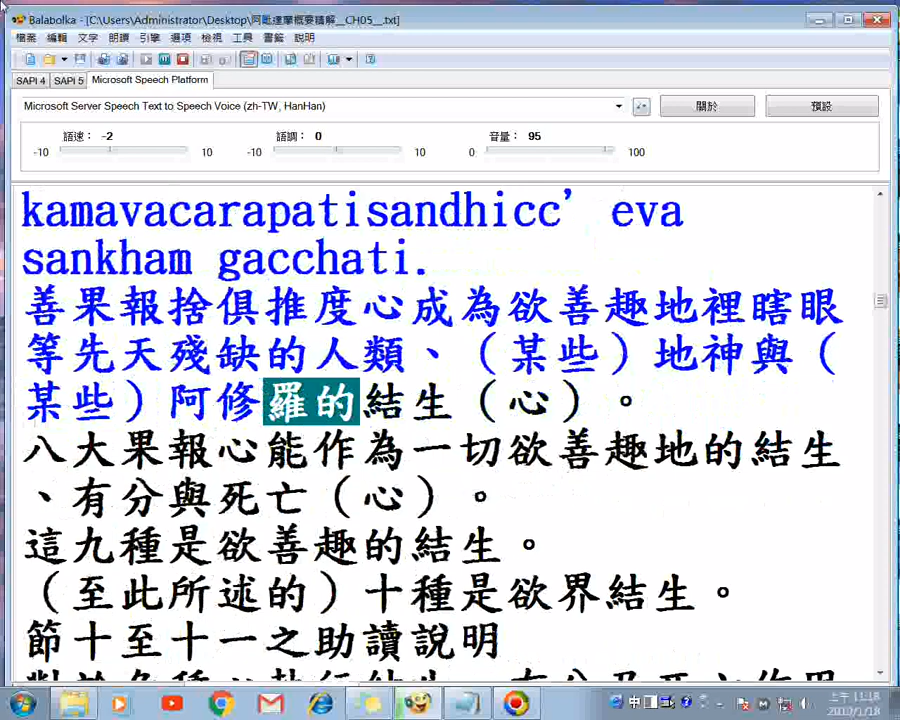 Balabolka - [C:\Users\Administrator\Desktop\阿毗達摩概要精解__CH05__.txt]
檔案 編輯 文字 朗讀 引擎 選項 檢視 工具 書籤 說明
SAPI 4 SAPI 5 Microsoft Speech Platform
Microsoft Server Speech Text to Speech Voice (zh-TW, HanHan) 關於 預設
語速： -2 語調： 0 音量： 95
-10 10 -10 10 0 100
kamavacarapatisandhicc’ eva
sankham gacchati.
善果報捨俱推度心成為欲善趣地裡瞎眼
等先天殘缺的人類、（某些）地神與（
某些）阿修羅的結生（心）。
八大果報心能作為一切欲善趣地的結生
、有分與死亡（心）。
這九種是欲善趣的結生。
（至此所述的）十種是欲界結生。
節十至十一之助讀說明
中
上午 11:18
2019/1/18